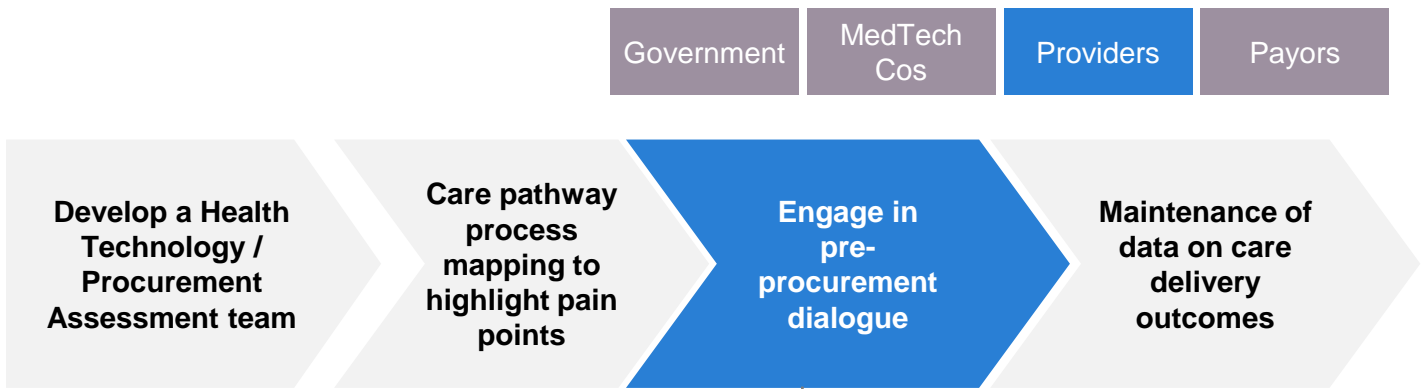 Government
MedTech
Cos
Providers
Payors
Develop a Health
Technology /
Procurement
Assessment team
Care pathway
process
mapping to
highlight pain
points
Engage in
pre-
procurement
dialogue
Maintenance of
data on care
delivery
outcomes